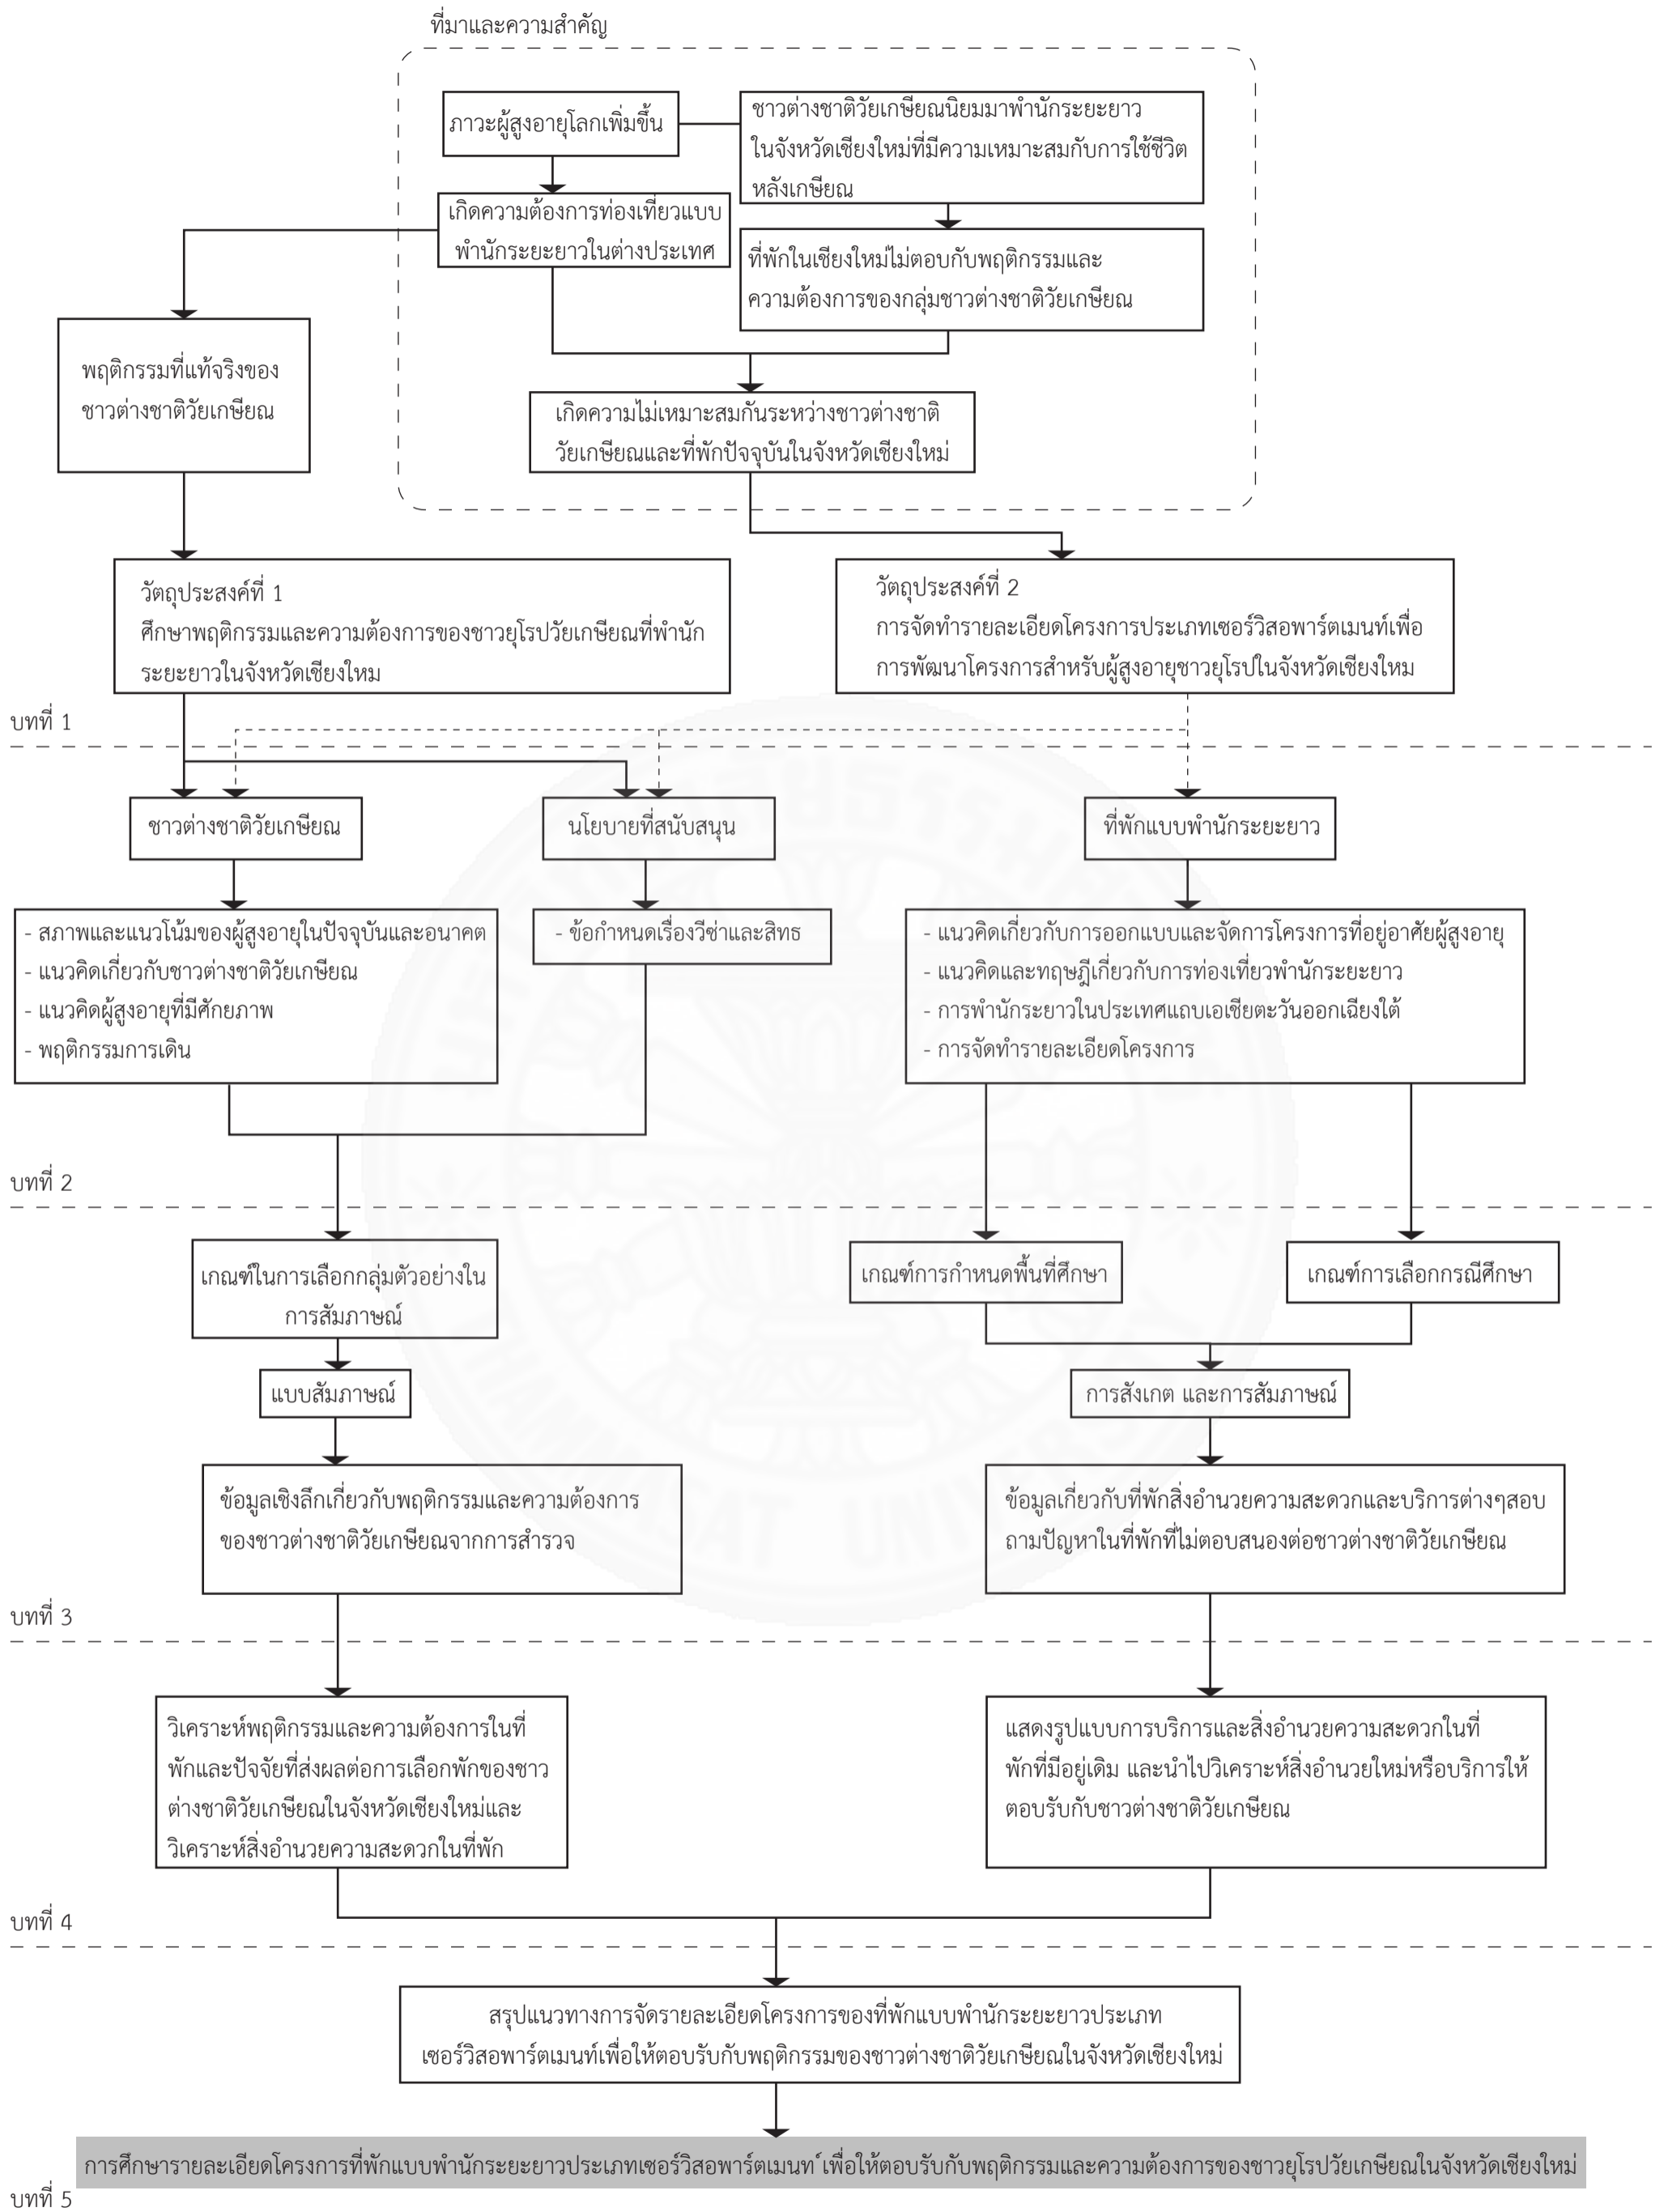 ที่มาและความสำคัญ
ภาวะผู้สูงอายุโลกเพิ่มขึ้น
ชาวต่างชาติวัยเกษียณนิยมมาพำนักระยะยาว
ในจังหวัดเชียงใหม่ที่มีความเหมาะสมกับการใช้ชีวิต
หลังเกษียณ
เกิดความต้องการท่องเที่ยวแบบ
พำนักระยะยาวในต่างประเทศ
ที่พักในเชียงใหม่ไม่ตอบกับพฤติกรรมและ
ความต้องการของกลุ่มชาวต่างชาติวัยเกษียณ
พฤติกรรมที่แท้จริงของ
ชาวต่างชาติวัยเกษียณ
เกิดความไม่เหมาะสมกันระหว่างชาวต่างชาติ
วัยเกษียณและที่พักปัจจุบันในจังหวัดเชียงใหม่
วัตถุประสงค์ที่ 1
ศึกษาพฤติกรรมและความต้องการของชาวยุโรปวัยเกษียณที่พำนัก
ระยะยาวในจังหวัดเชียงใหม
วัตถุประสงค์ที่ 2
การจัดทำรายละเอียดโครงการประเภทเซอร์วิสอพาร์ตเมนท์เพื่อ
การพัฒนาโครงการสำหรับผู้สูงอายุชาวยุโรปในจังหวัดเชียงใหม
บทที่ 1
ชาวต่างชาติวัยเกษียณ
นโยบายที่สนับสนุน
ที่พักแบบพำนักระยะยาว
- สภาพและแนวโน้มของผู้สูงอายุในปัจจุบันและอนาคต
- แนวคิดเกี่ยวกับชาวต่างชาติวัยเกษียณ
- แนวคิดผู้สูงอายุที่มีศักยภาพ
- พฤติกรรมการเดิน
- ข้อกำหนดเรื่องวีซ่าและสิทธ
- แนวคิดเกี่ยวกับการออกแบบและจัดการโครงการที่อยู่อาศัยผู้สูงอายุ
- แนวคิดและทฤษฎีเกี่ยวกับการท่องเที่ยวพำนักระยะยาว
- การพำนักระยาวในประเทศแถบเอเชียตะวันออกเฉียงใต้
- การจัดทำรายละเอียดโครงการ
บทที่ 2
เกณฑ์ในการเลือกกลุ่มตัวอย่างใน
การสัมภาษณ์
เกณฑ์การกำหนดพื้นที่ศึกษา
เกณฑ์การเลือกกรณีศึกษา
แบบสัมภาษณ์
การสังเกต และการสัมภาษณ์
ข้อมูลเชิงลึกเกี่ยวกับพฤติกรรมและความต้องการ
ของชาวต่างชาติวัยเกษียณจากการสำรวจ
ข้อมูลเกี่ยวกับที่พักสิ่งอำนวยความสะดวกและบริการต่างๆสอบ
ถามปัญหาในที่พักที่ไม่ตอบสนองต่อชาวต่างชาติวัยเกษียณ
THAMMASAT UNIVERSITY
บทที่ 3
วิเคราะห์พฤติกรรมและความต้องการในที่
พักและปัจจัยที่ส่งผลต่อการเลือกพักของชาว
ต่างชาติวัยเกษียณในจังหวัดเชียงใหม่และ
วิเคราะห์สิ่งอำนวยความสะดวกในที่พัก
แสดงรูปแบบการบริการและสิ่งอำนวยความสะดวกในที่
พักที่มีอยู่เดิม และนำไปวิเคราะห์สิ่งอำนวยใหม่หรือบริการให้
ตอบรับกับชาวต่างชาติวัยเกษียณ
บทที่ 4
สรุปแนวทางการจัดรายละเอียดโครงการของที่พักแบบพำนักระยะยาวประเภท
เซอร์วิสอพาร์ตเมนท์เพื่อให้ตอบรับกับพฤติกรรมของชาวต่างชาติวัยเกษียณในจังหวัดเชียงใหม่
การศึกษารายละเอียดโครงการที่พักแบบพำนักระยะยาวประเภทเซอร์วิสอพาร์ตเมนท ์เพื่อให้ตอบรับกับพฤติกรรมและความต้องการของชาวยุโรปวัยเกษียณในจังหวัดเชียงใหม่
บทที่ 5